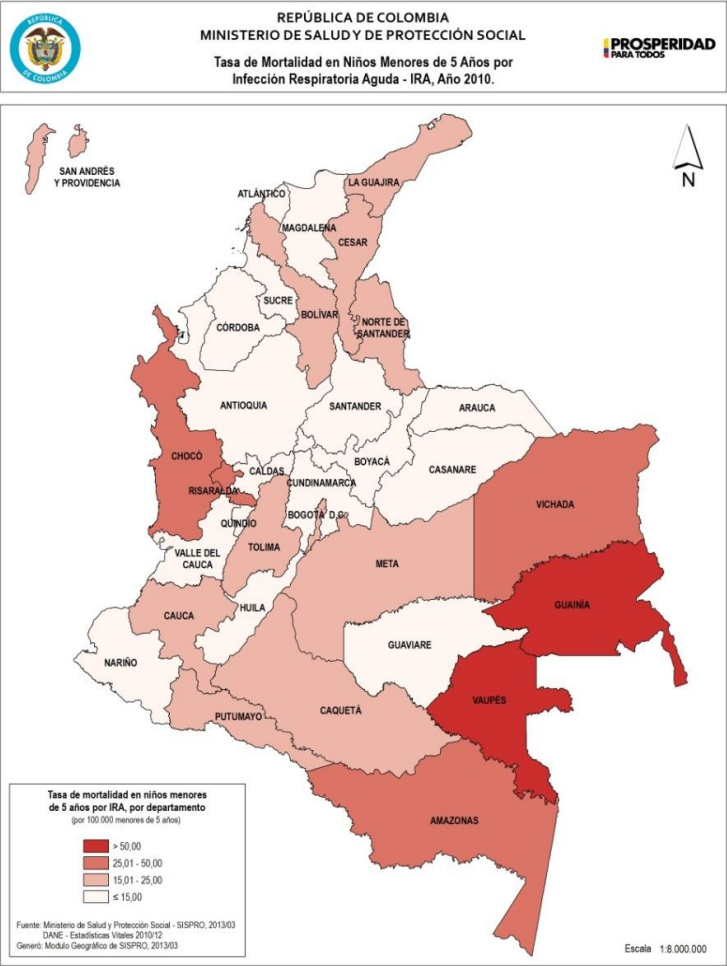 REPÚBLICA DE COLOMBIA
MINISTERIO DE SALUD Y DE PROTECCIÓN SOCIAL
Tasa de Mortalidad en Niños Menores de 5 Años por
Infección Respiratoria Aguda - IRA, Año 2010.
REPÚBLICA
DE COLOMBIA
PROSPERIDAD
PARA TODOS
SAN ANDRÉS
Y PROVIDENCIA
N
LA GUAJIRA
ATLÁNTICO
MAGDALENA
CESAR
SUCRE
BOLÍVAR
CÓRDOBA
NORTE DE
SANTANDER
ANTIOQUIA
SANTANDER
ARAUCA
CHOCÓ
BOYACÁ
CALDAS
CASANARE
CUNDINAMARCA
RISARALDA
VICHADA
BOGOTÁ D.C.
QUINDIO
TOLIMA
VALLE DEL
CAUCA
META
GUAINÍA
HUILA
CAUCA
GUAVIARE
NARIÑO
VAUPÉS
CAQUETÁ
PUTUMAYO
AMAZONAS
Tasa de mortalidad en niños menores
de 5 años por IRA, por departamento
(por 100.000 menores de 5 años)
> 50,00
25,01 - 50,00
15,01 - 25,00
≤ 15,00
Fuente: Ministerio de Salud y Protección Social - SISPRO, 2013/03
DANE - Estadísticas Vitales 2010/12
Generó: Modulo Geográfico de SISPRO, 2013/03
Escala 1:8.000.000